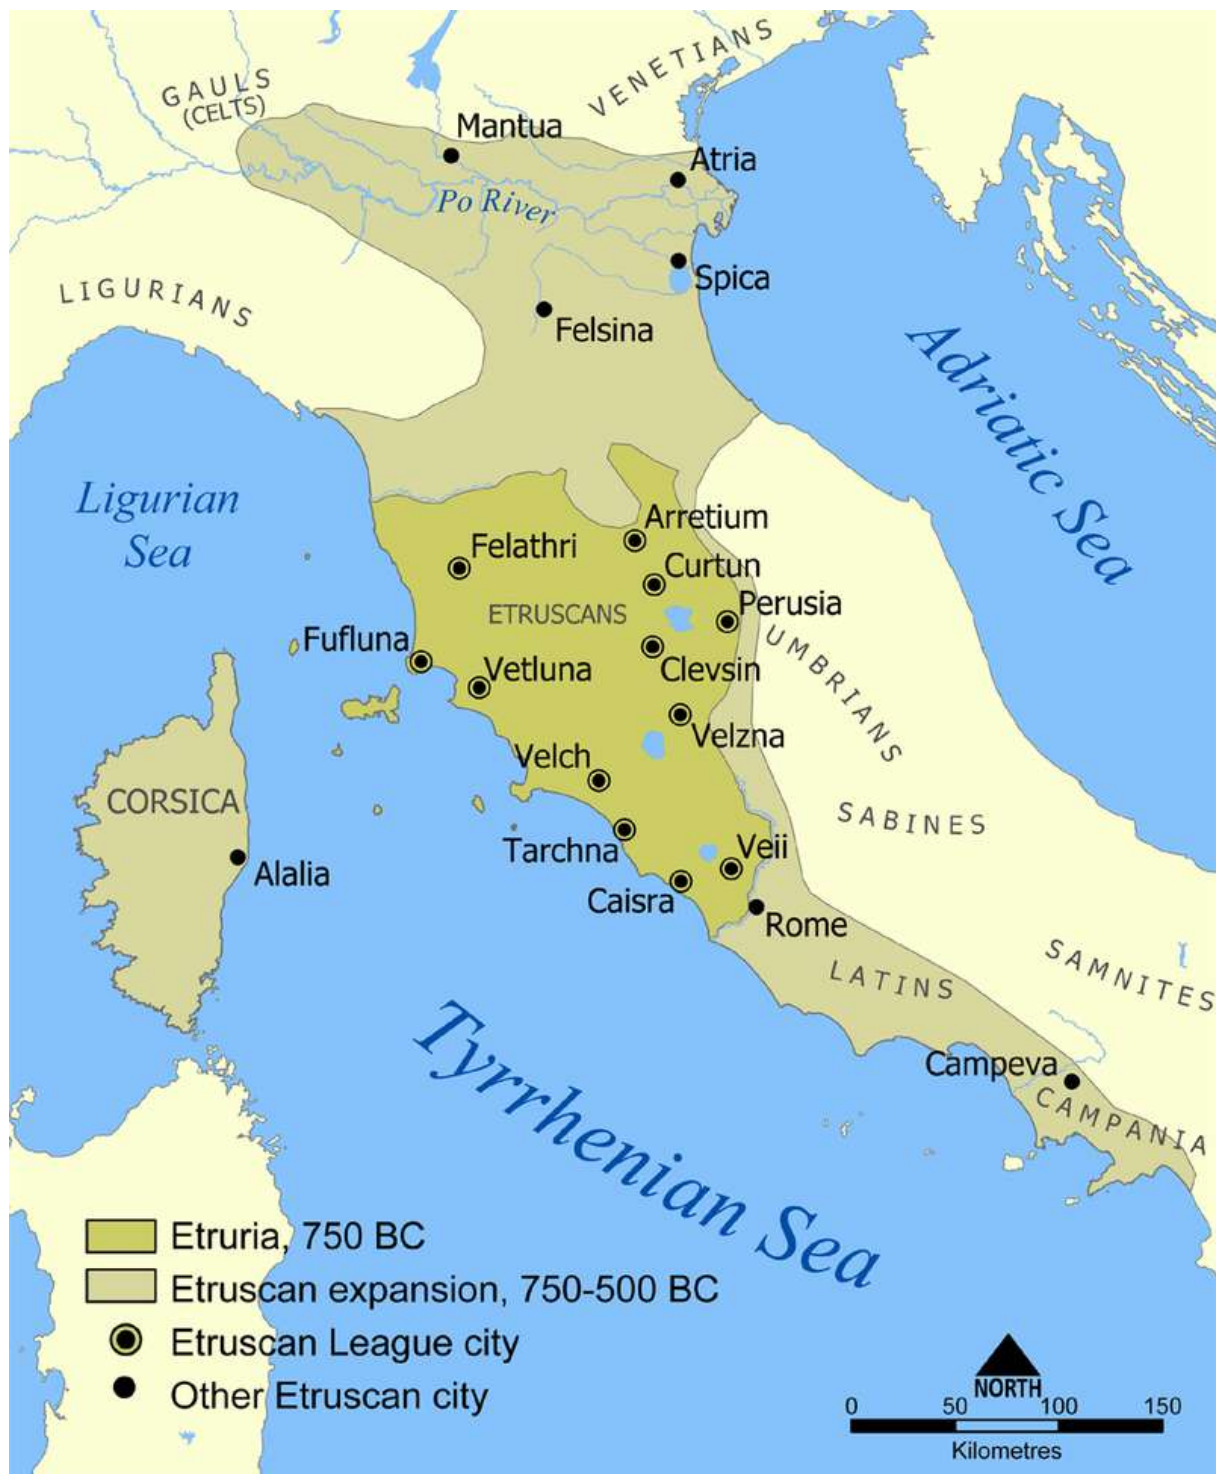 VENETIANS
GAULS
(CELTS)
Mantua
Atria
Po River
Spica
LIGURIANS
Felsina
Adriatic Sea
Ligurian
Sea
Arretium
Felathri
Curtun
Perusia
ETRUSCANS
Fufluna
Clevsin
UMBRIANS
Vetluna
Velzna
Velch
CORSICA
SABINES
Tarchna
Veii
Alalia
Caisra
Rome
LATINS
SAMNITES
Tyrrhenian Sea
Campeva
CAMPANIA
Etruria, 750 BC
Etruscan expansion, 750-500 BC
Etruscan League city
Other Etruscan city
NORTH
0 50 100 150
Kilometres